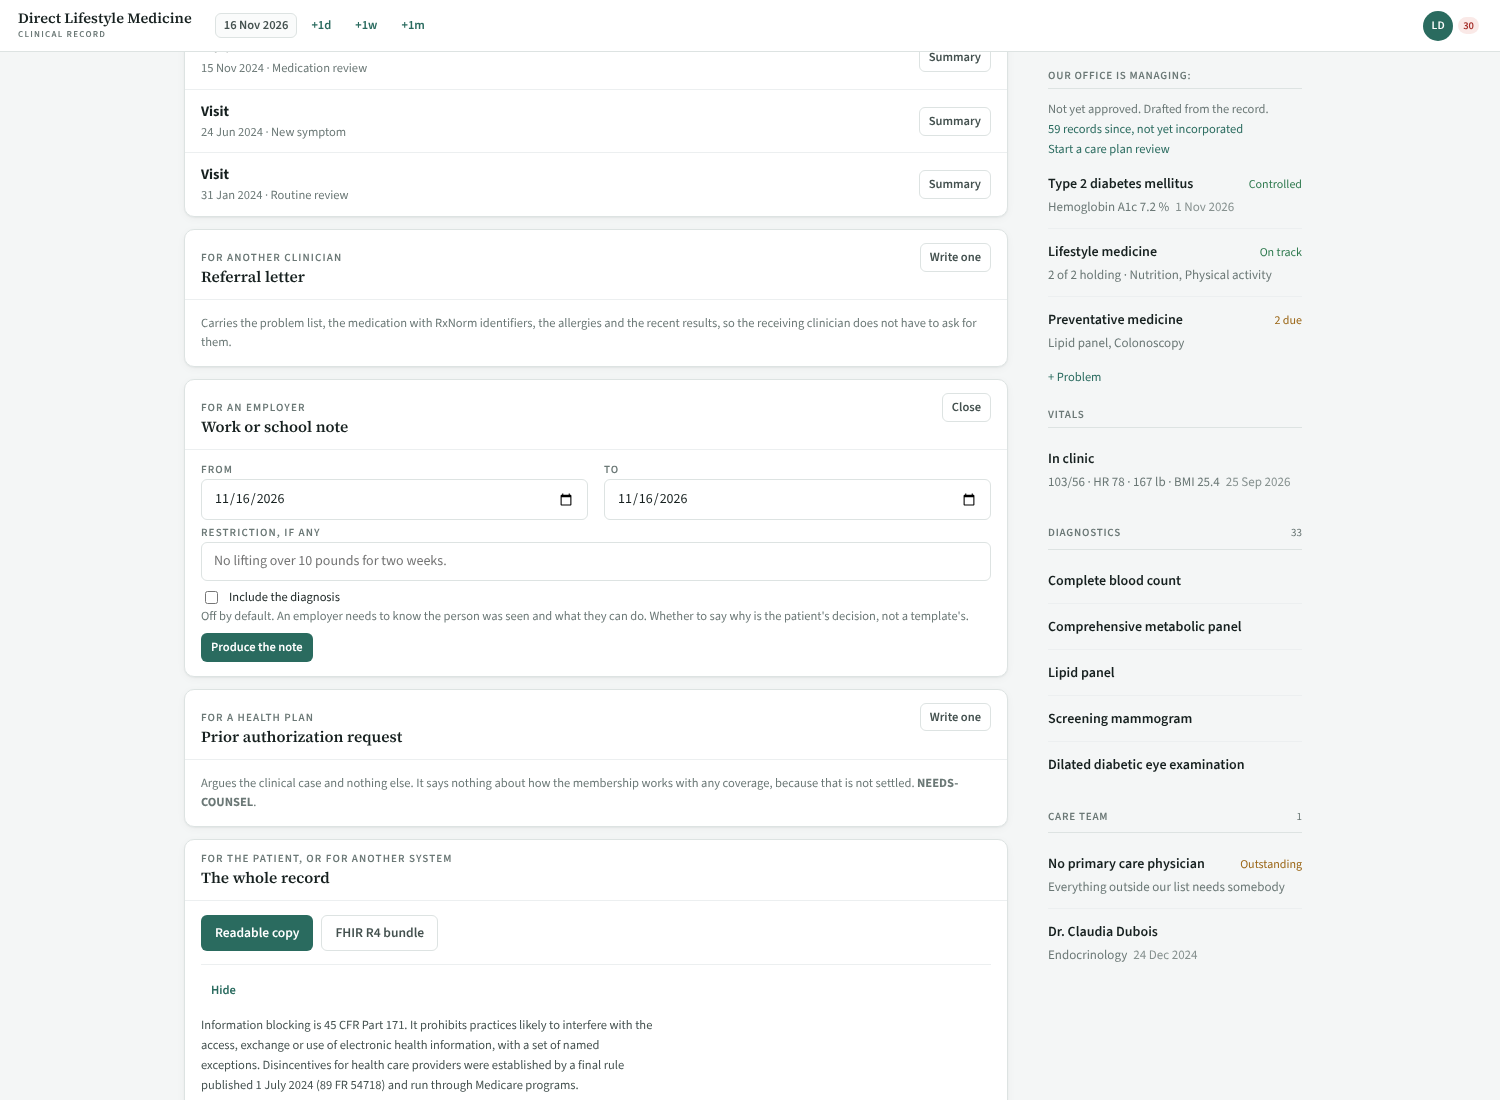 Direct Lifestyle Medicine
CLINICAL RECORD
16 Nov 2026
+1d
+1w
+1m
LD
30
15 Nov 2024 · Medication review
Summary
Visit
24 Jun 2024 · New symptom
Summary
Visit
31 Jan 2024 · Routine review
Summary
FOR ANOTHER CLINICIAN
Referral letter
Write one
Carries the problem list, the medication with RxNorm identifiers, the allergies and the recent results, so the receiving clinician does not have to ask for
them.
FOR AN EMPLOYER
Work or school note
Close
FROM
11/16/2026
TO
11/16/2026
RESTRICTION, IF ANY
No lifting over 10 pounds for two weeks.
Include the diagnosis
Off by default. An employer needs to know the person was seen and what they can do. Whether to say why is the patient's decision, not a template's.
Produce the note
FOR A HEALTH PLAN
Prior authorization request
Write one
Argues the clinical case and nothing else. It says nothing about how the membership works with any coverage, because that is not settled. NEEDS-
COUNSEL.
FOR THE PATIENT, OR FOR ANOTHER SYSTEM
The whole record
Readable copy
FHIR R4 bundle
Hide
Information blocking is 45 CFR Part 171. It prohibits practices likely to interfere with the
access, exchange or use of electronic health information, with a set of named
exceptions. Disincentives for health care providers were established by a final rule
published 1 July 2024 (89 FR 54718) and run through Medicare programs.
OUR OFFICE IS MANAGING:
Not yet approved. Drafted from the record.
59 records since, not yet incorporated
Start a care plan review
Type 2 diabetes mellitus
Controlled
Hemoglobin A1c 7.2 % 1 Nov 2026
Lifestyle medicine
On track
2 of 2 holding · Nutrition, Physical activity
Preventative medicine
2 due
Lipid panel, Colonoscopy
+ Problem
VITALS
In clinic
103/56 · HR 78 · 167 lb · BMI 25.4 25 Sep 2026
DIAGNOSTICS
33
Complete blood count
Comprehensive metabolic panel
Lipid panel
Screening mammogram
Dilated diabetic eye examination
CARE TEAM
1
No primary care physician
Outstanding
Everything outside our list needs somebody
Dr. Claudia Dubois
Endocrinology 24 Dec 2024